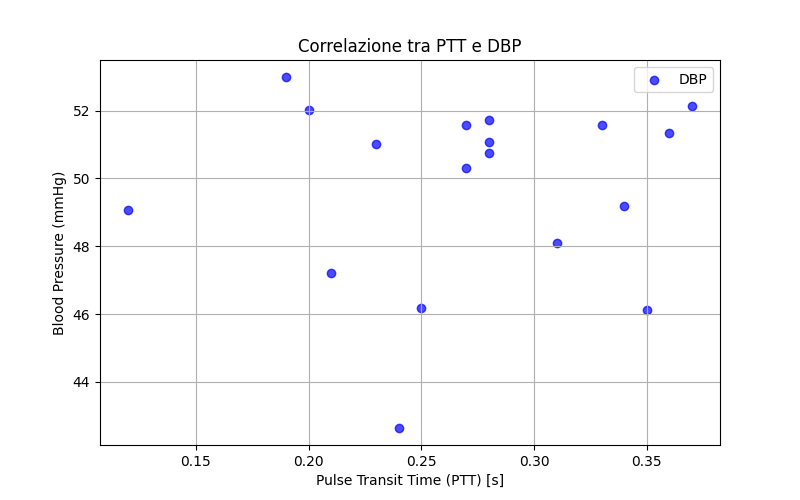 Correlazione tra PTT e DBP
DBP
Blood Pressure (mmHg)
52
50
48
46
44
0.15 0.20 0.25 0.30 0.35
Pulse Transit Time (PTT) [s]